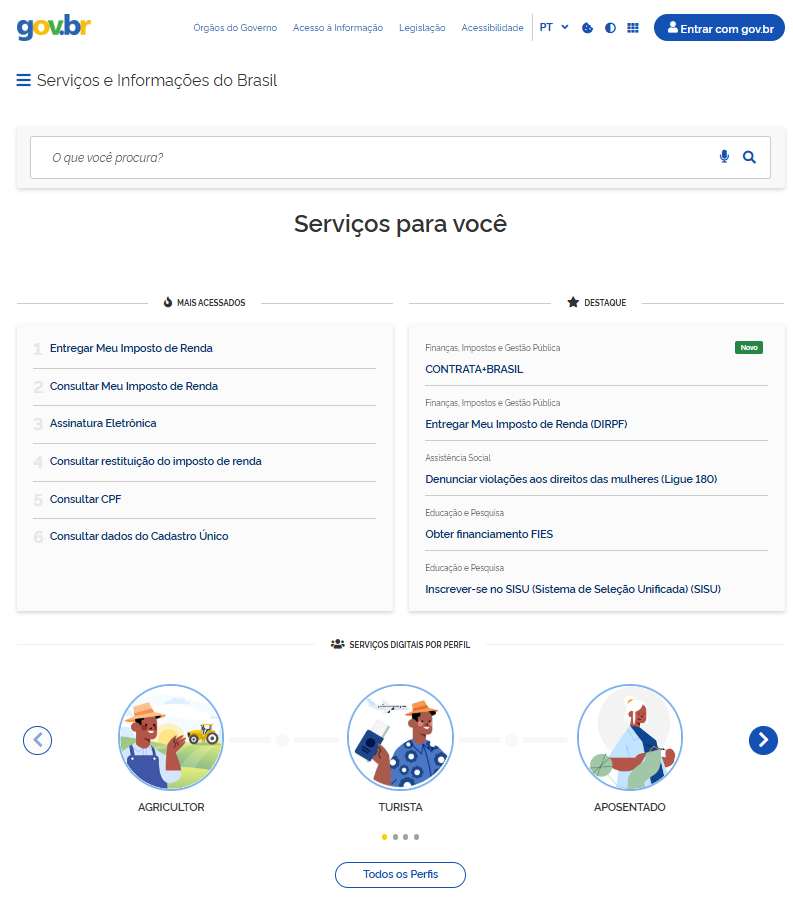 gov.br
Órgãos do Governo Acesso à Informação Legislação Acessibilidade PT Entrar com gov.br
Serviços e Informações do Brasil
O que você procura?
Serviços para você
MAIS ACESSADOS
1 Entregar Meu Imposto de Renda
2 Consultar Meu Imposto de Renda
3 Assinatura Eletrônica
4 Consultar restituição do imposto de renda
5 Consultar CPF
6 Consultar dados do Cadastro Único
DESTAQUE
Finanças, Impostos e Gestão Pública Novo
CONTRATA+BRASIL
Finanças, Impostos e Gestão Pública
Entregar Meu Imposto de Renda (DIRPF)
Assistência Social
Denunciar violações aos direitos das mulheres (Ligue 180)
Educação e Pesquisa
Obter financiamento FIES
Educação e Pesquisa
Inscrever-se no SISU (Sistema de Seleção Unificada) (SISU)
SERVIÇOS DIGITAIS POR PERFIL
AGRICULTOR TURISTA APOSENTADO
Todos os Perfis